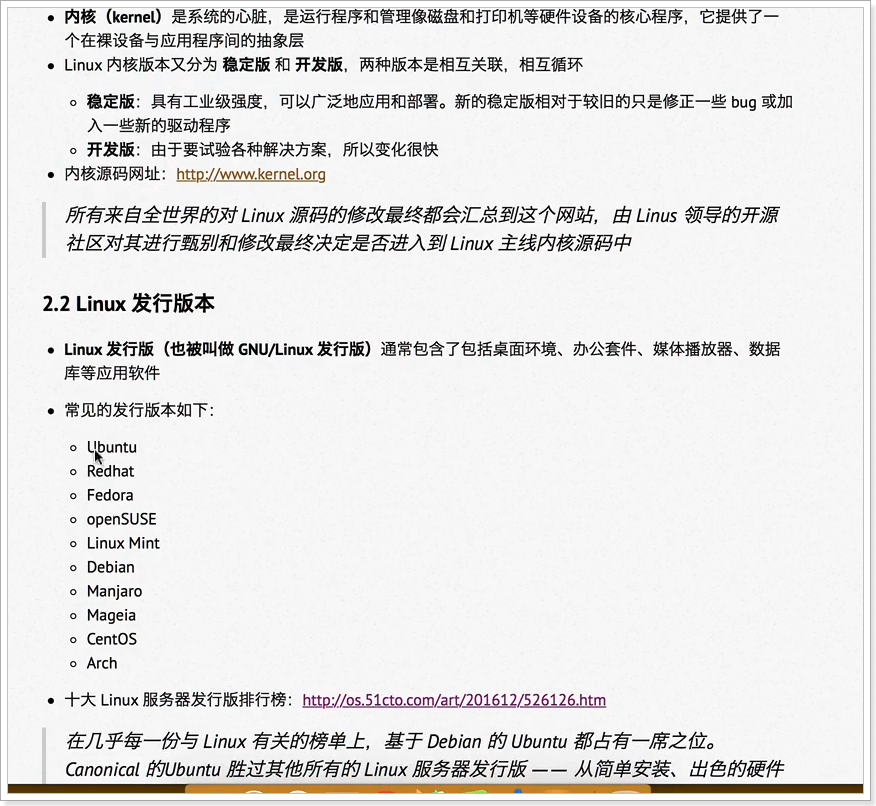 内核（kernel）是系统的心脏，是运行程序和管理像磁盘和打印机等硬件设备的核心程序，它提供了一
个在裸设备与应用程序间的抽象层
Linux 内核版本又分为 稳定版 和 开发版，两种版本是相互关联，相互循环
稳定版：具有工业级强度，可以广泛地应用和部署。新的稳定版相对于较旧的只是修正一些 bug 或加
入一些新的驱动程序
开发版：由于要试验各种解决方案，所以变化很快
内核源码网址：http://www.kernel.org
所有来自全世界的对 Linux 源码的修改最终都会汇总到这个网站，由 Linus 领导的开源
社区对其进行甄别和修改最终决定是否进入到 Linux 主线内核源码中
2.2 Linux 发行版本
Linux 发行版（也被叫做 GNU/Linux 发行版）通常包含了包括桌面环境、办公套件、媒体播放器、数据
库等应用软件
常见的发行版本如下：
Ubuntu
Redhat
Fedora
openSUSE
Linux Mint
Debian
Manjaro
Mageia
CentOS
Arch
十大 Linux 服务器发行版排行榜：http://os.51cto.com/art/201612/526126.htm
在几乎每一份与 Linux 有关的榜单上，基于 Debian 的 Ubuntu 都占有一席之位。
Canonical 的Ubuntu 胜过其他所有的 Linux 服务器发行版 —— 从简单安装、出色的硬件